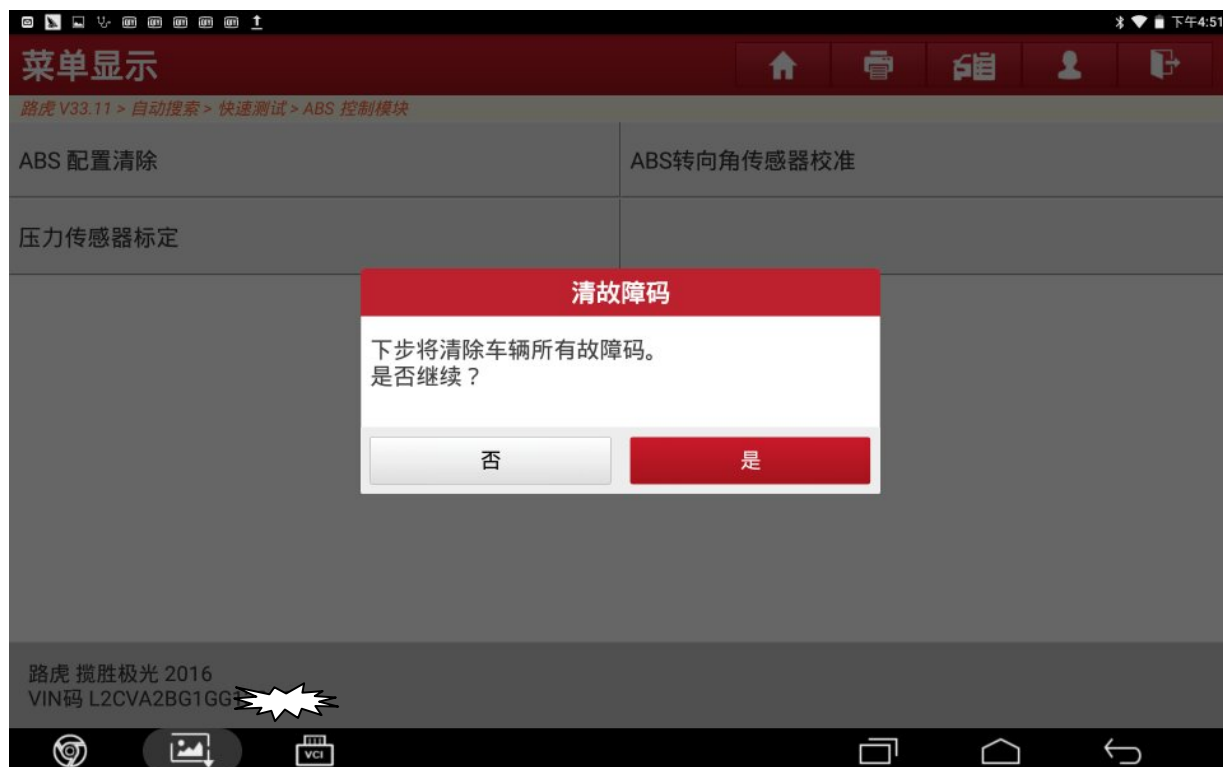 下午4:51
菜单显示
路虎 V33.11 > 自动搜索 > 快速测试 > ABS 控制模块
ABS 配置清除
ABS转向角传感器校准
压力传感器标定
清故障码
下步将清除车辆所有故障码。
是否继续？
否
是
路虎 揽胜极光 2016
VIN码 L2CVA2BG1GG
VCI